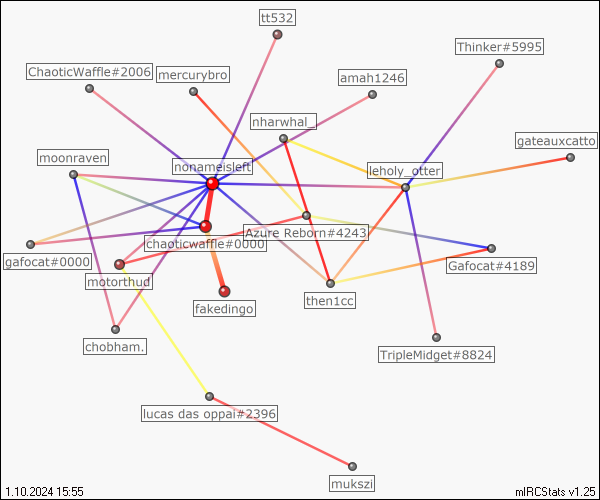 tt532
Thinker#5995
ChaoticWaffle#2006
mercurybro
amah1246
nharwhal_
gateauxcatto
moonraven
nonameisleft
leholy_otter
Azure Reborn#4243
chaoticwaffle#0000
gafocat#0000
Gafocat#4189
motorthud
fakedingo
then1cc
chobham.
TripleMidget#8824
lucas das oppai#2396
mukszi
1.10.2024 15:55
mIRCStats v1.25